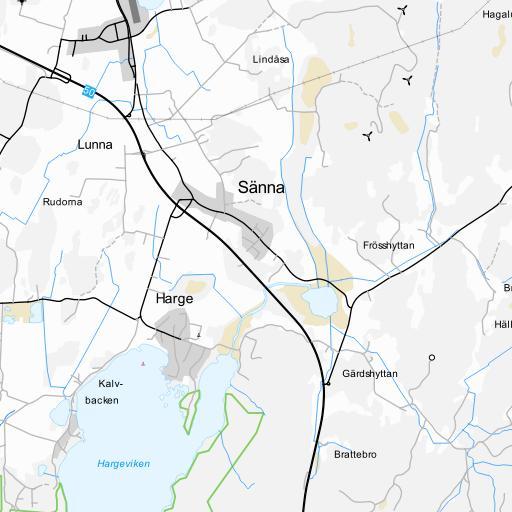 Hagalu
Lindåsa
50
Lunna
Sänna
Rudorna
Frösshyttan
Br
Harge
Häll
Gärdshyttan
Kalv-
backen
Brattebro
Hargeviken